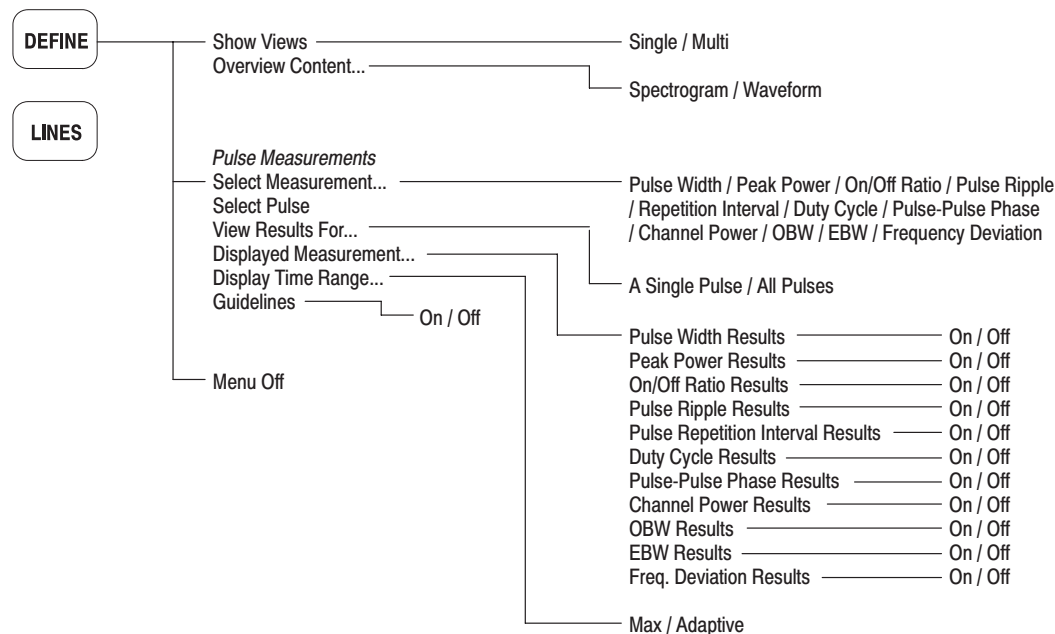 DEFINE
Show Views
Single / Multi
Overview Content...
Spectrogram / Waveform
LINES
Pulse Measurements
Select Measurement...
Pulse Width / Peak Power / On/Off Ratio / Pulse Ripple
/ Repetition Interval / Duty Cycle / Pulse-Pulse Phase
/ Channel Power / OBW / EBW / Frequency Deviation
Select Pulse
View Results For...
A Single Pulse / All Pulses
Displayed Measurement...
Display Time Range...
Guidelines
On / Off
Pulse Width Results On / Off
Peak Power Results On / Off
On/Off Ratio Results On / Off
Pulse Ripple Results On / Off
Pulse Repetition Interval Results On / Off
Duty Cycle Results On / Off
Pulse-Pulse Phase Results On / Off
Channel Power Results On / Off
OBW Results On / Off
EBW Results On / Off
Freq. Deviation Results On / Off
Max / Adaptive
Menu Off